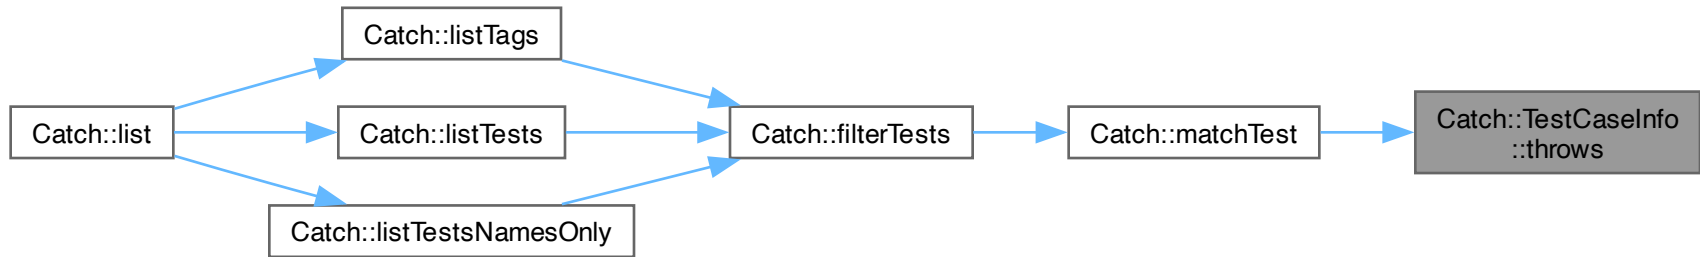 Catch::list
Catch::listTags
Catch::listTests
Catch::listTestsNamesOnly
Catch::filterTests
Catch::matchTest
Catch::TestCaseInfo
::throws